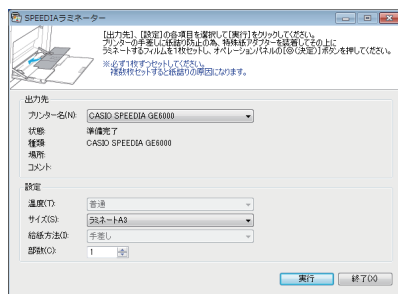 SPEEDIAラミネーター
[出力先]、[設定]の各項目を選択して[実行]をクリックしてください。
プリンターの手差しに紙詰り防止の為、特殊紙アダプターを装着してその上に
ラミネートするフィルムを1枚セットし、オペレーションパネルの[◎(決定)]ボタンを押してください。
※必ず1枚ずつセットしてください。
複数枚セットすると紙詰りの原因になります。
出力先
プリンター名(N): CASIO SPEEDIA GE6000
状態: 準備完了
種類: CASIO SPEEDIA GE6000
場所:
コメント:
設定
温度(T): 普通
サイズ(S): ラミネートA3
給紙方法(I): 手差し
部数(C): 1
実行 終了(X)